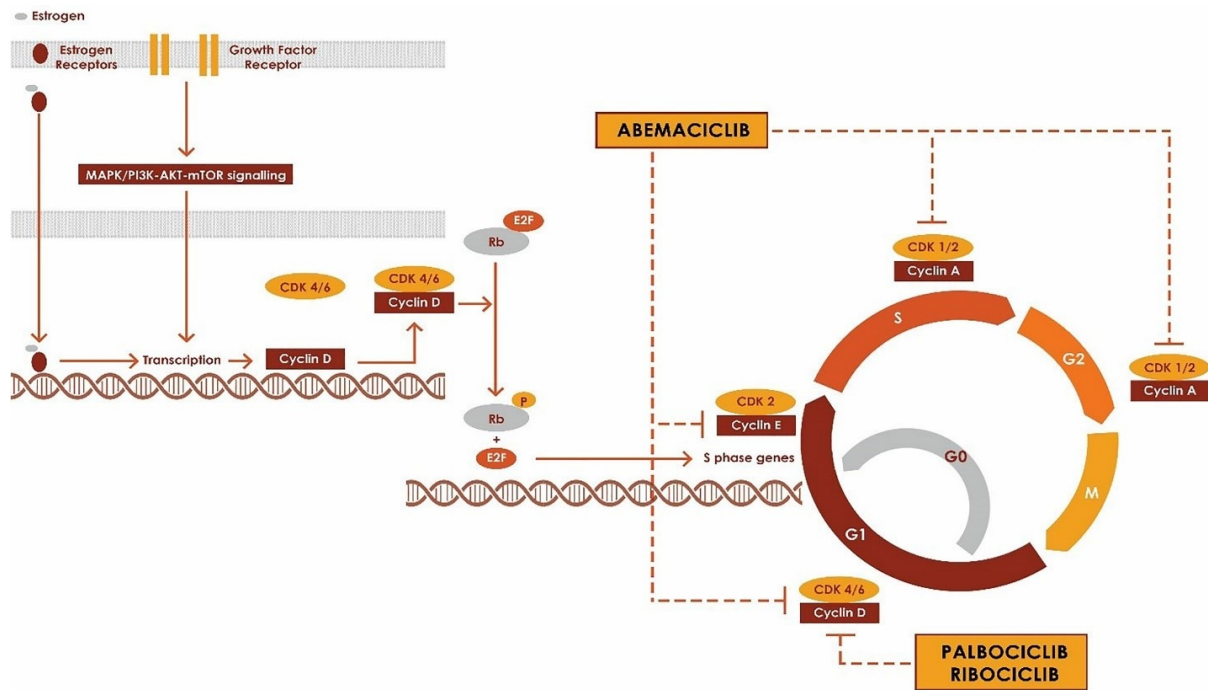 Estrogen
Estrogen
Receptors
Growth Factor
Receptor
MAPK/PI3K-AKT-mTOR signalling
CDK 4/6
Transcription
Cyclin D
CDK 4/6
Cyclin D
E2F
Rb
P
Rb
+
E2F
S phase genes
ABEMACICLIB
CDK 1/2
Cyclin A
CDK 1/2
Cyclin A
CDK 2
Cyclin E
S
G2
M
G0
G1
CDK 4/6
Cyclin D
PALBOCICLIB
RIBOCICLIB